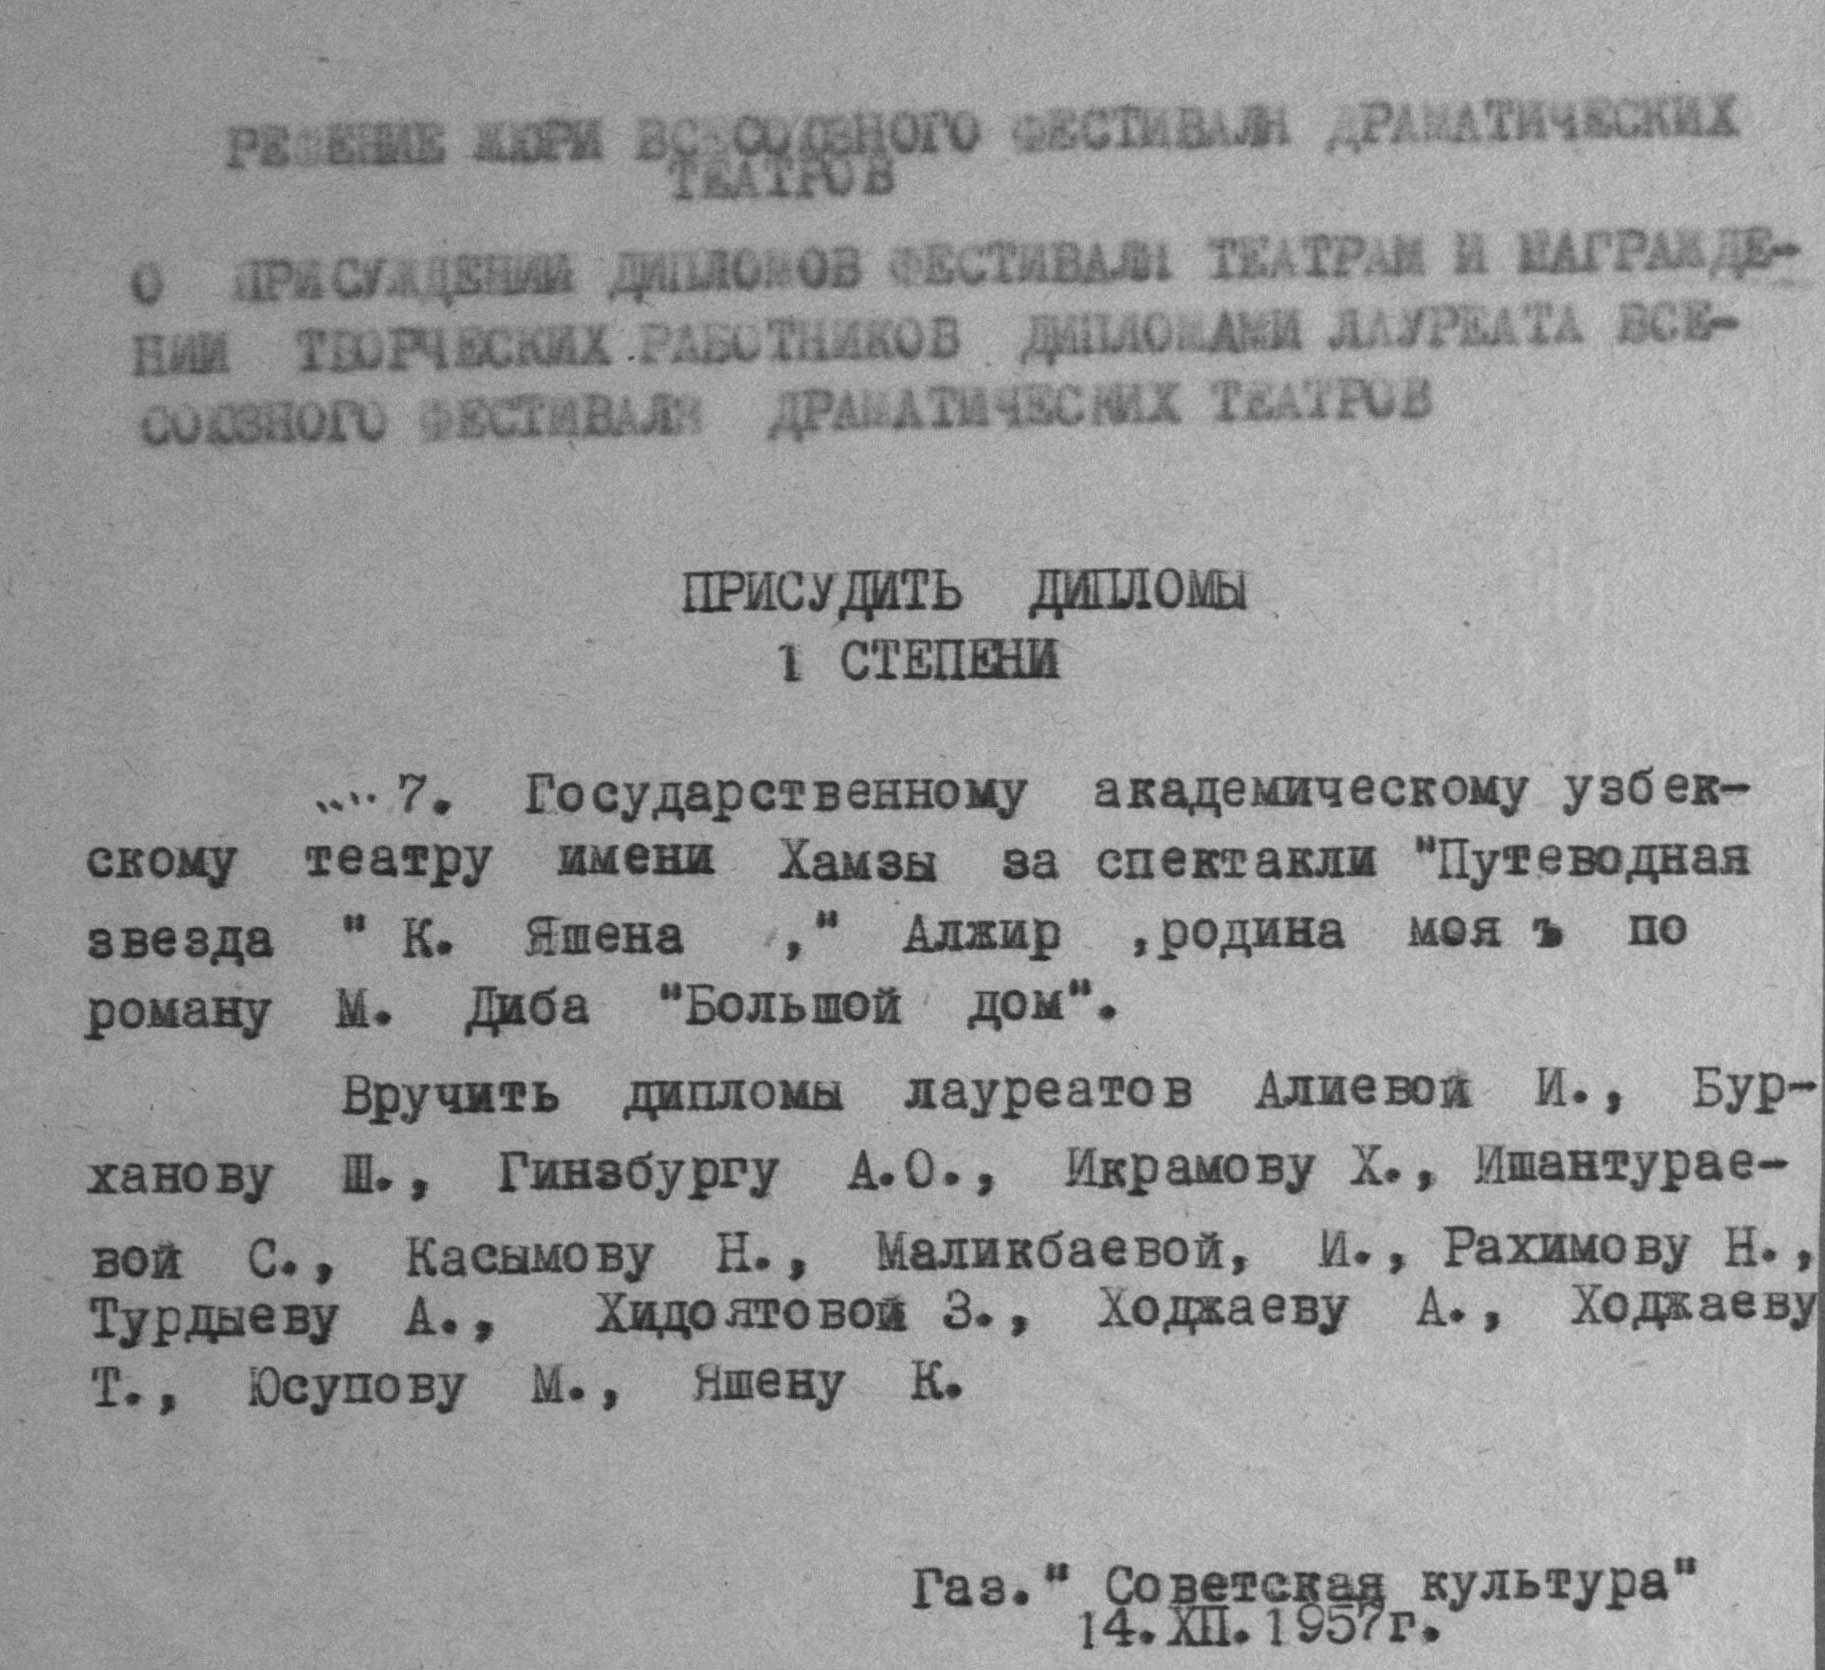 РЕШЕНИЕ ЖЮРИ ВСЕСОЮЗНОГО ФЕСТИВАЛЯ ДРАМАТИЧЕСКИХ
ТЕАТРОВ
О ПРИСУЖДЕНИИ ДИПЛОМОВ ФЕСТИВАЛЯ ТЕАТРАМ И НАГРАЖДЕ-
НИИ ТВОРЧЕСКИХ РАБОТНИКОВ ДИПЛОМАМИ ЛАУРЕАТА ВСЕ-
СОЮЗНОГО ФЕСТИВАЛЯ ДРАМАТИЧЕСКИХ ТЕАТРОВ
ПРИСУДИТЬ ДИПЛОМЫ
1 СТЕПЕНИ
.... 7. Государственному академическому узбек-
скому театру имени Хамзы за спектакли "Путеводная
звезда " К. Яшена ," Алжир ,родина моя " по
роману М. Диба "Большой дом".
Вручить дипломы лауреатов Алиевой И., Бур-
ханову Ш., Гинзбургу А.О., Икрамову Х., Ишантурае-
вой С., Касымову Н., Маликбаевой, И., Рахимову Н.,
Турдыеву А., Хидоятовой З., Ходжаеву А., Ходжаеву
Т., Юсупову М., Яшену К.
Газ." Советская культура"
14.XII.1957г.